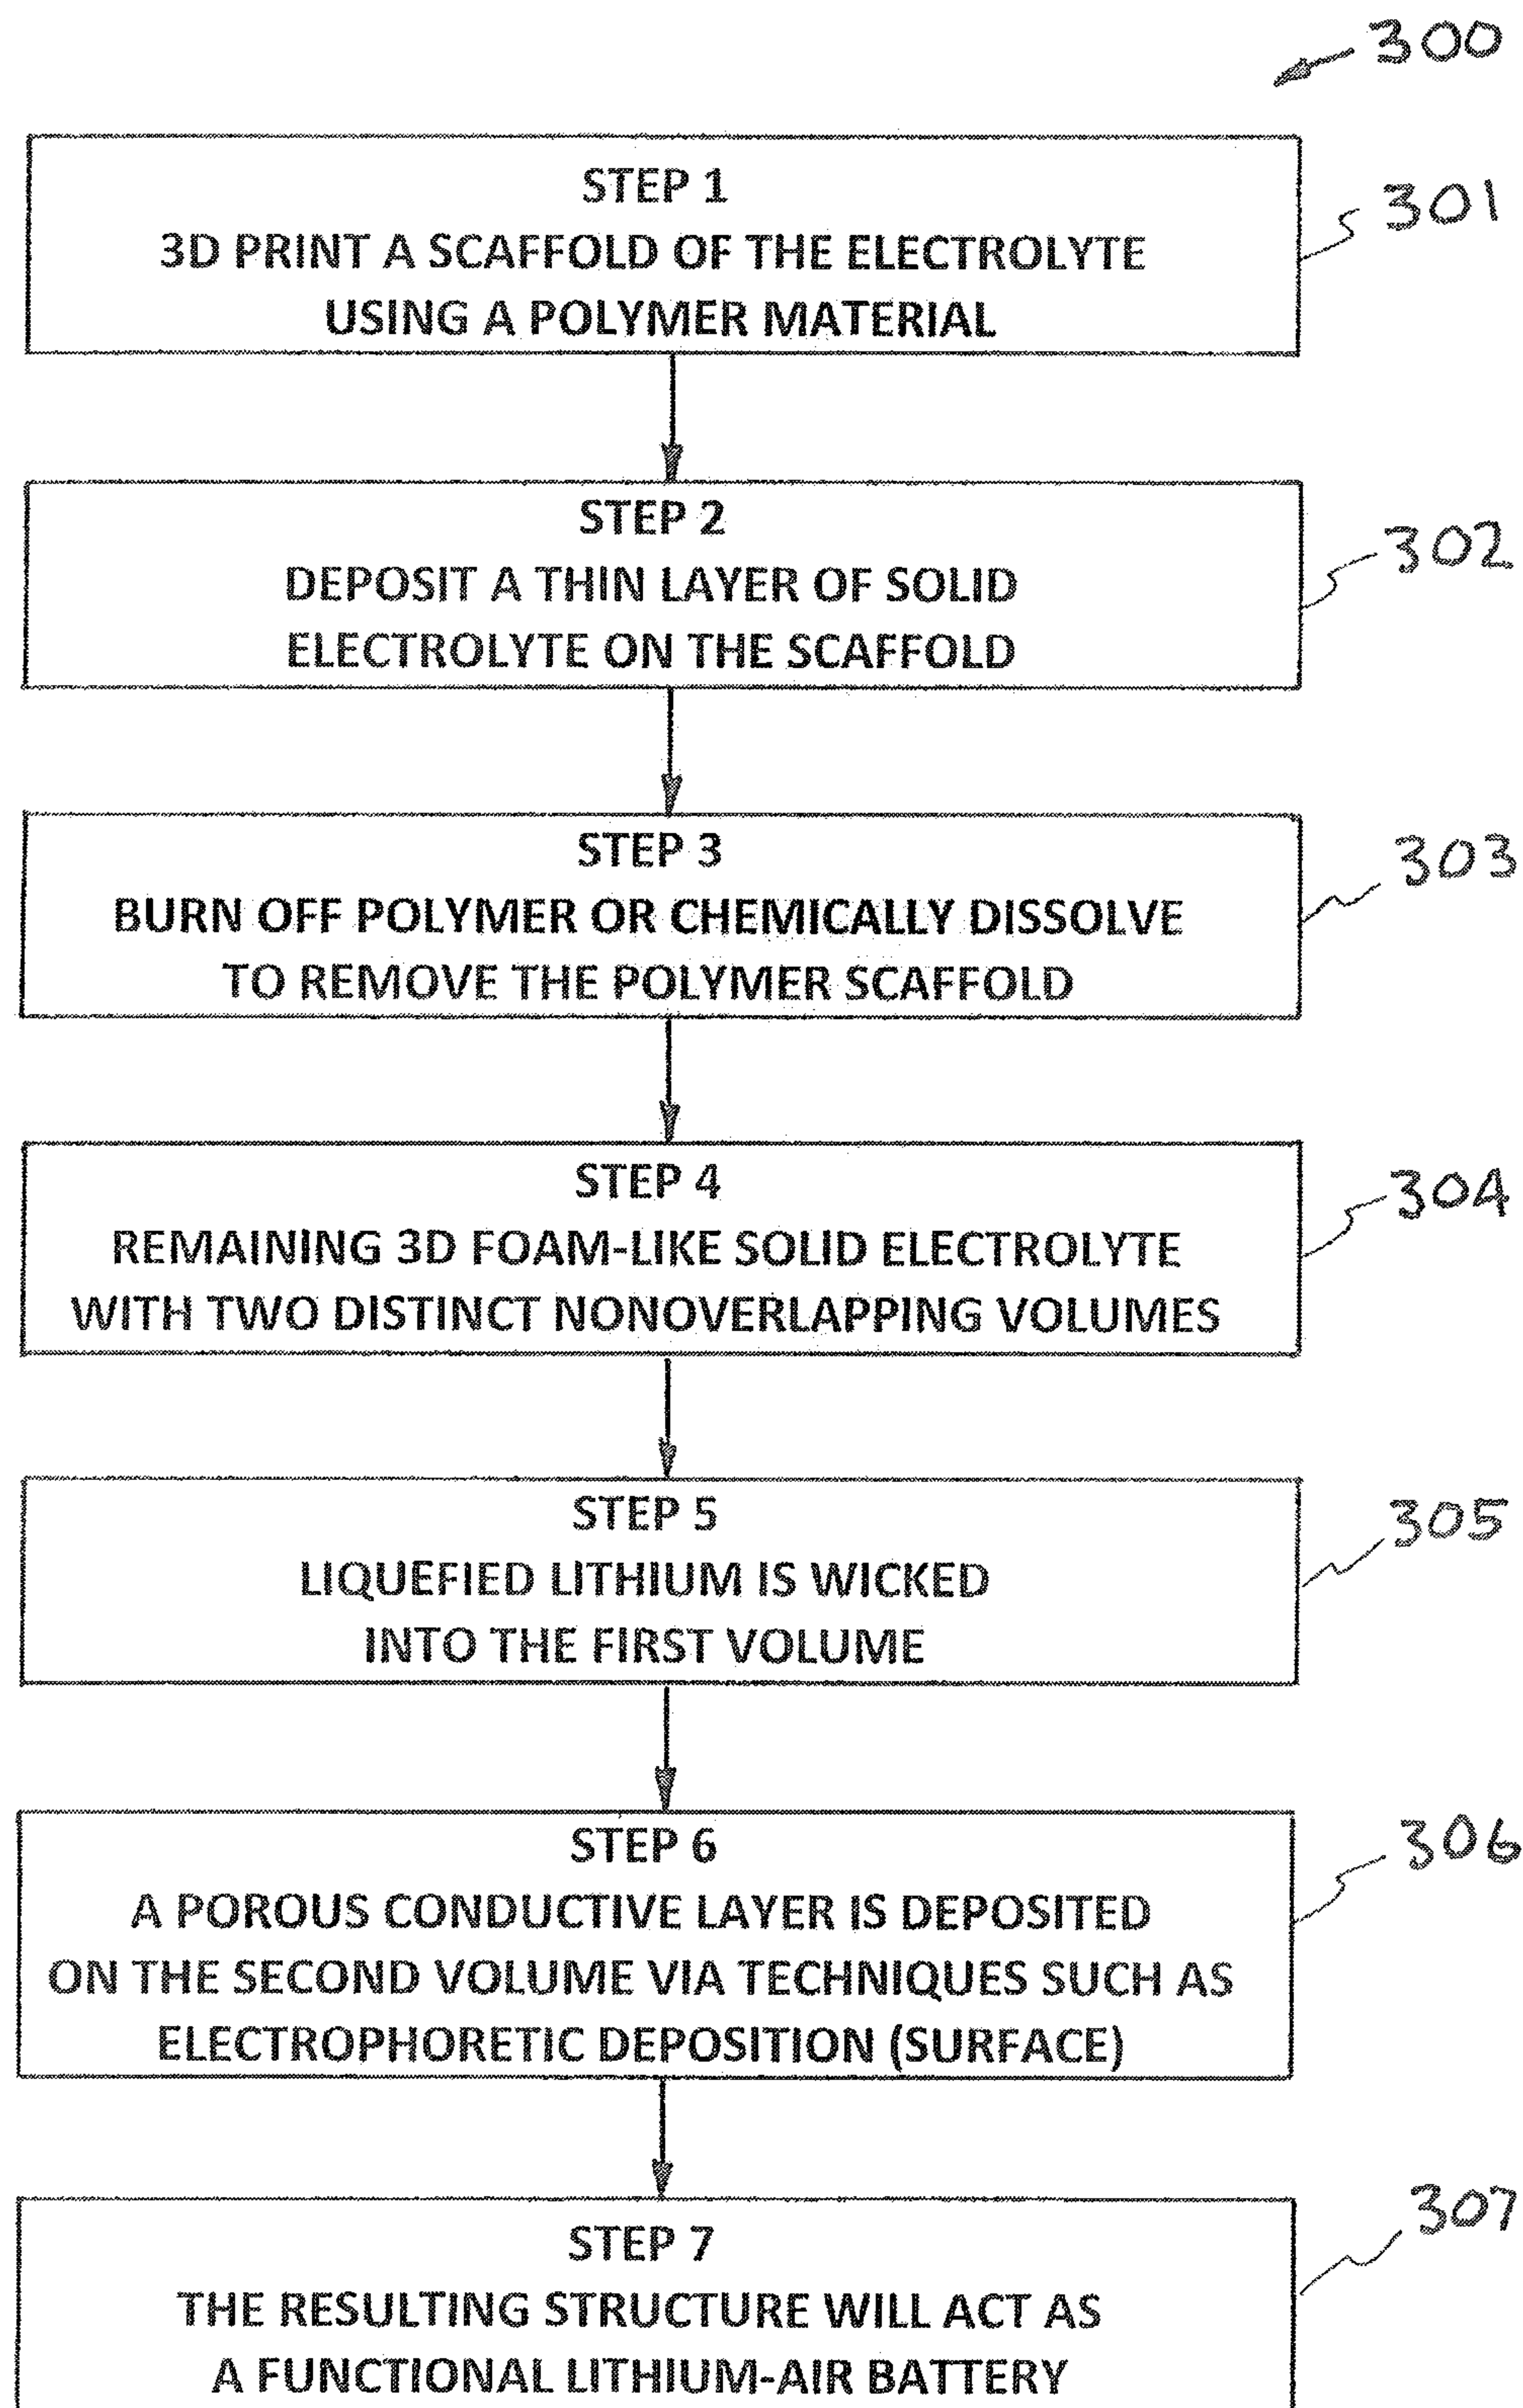 300
STEP 1
3D PRINT A SCAFFOLD OF THE ELECTROLYTE
USING A POLYMER MATERIAL
301
STEP 2
DEPOSIT A THIN LAYER OF SOLID
ELECTROLYTE ON THE SCAFFOLD
302
STEP 3
BURN OFF POLYMER OR CHEMICALLY DISSOLVE
TO REMOVE THE POLYMER SCAFFOLD
303
STEP 4
REMAINING 3D FOAM-LIKE SOLID ELECTROLYTE
WITH TWO DISTINCT NONOVERLAPPING VOLUMES
304
STEP 5
LIQUEFIED LITHIUM IS WICKED
INTO THE FIRST VOLUME
305
STEP 6
A POROUS CONDUCTIVE LAYER IS DEPOSITED
ON THE SECOND VOLUME VIA TECHNIQUES SUCH AS
ELECTROPHORETIC DEPOSITION (SURFACE)
306
STEP 7
THE RESULTING STRUCTURE WILL ACT AS
A FUNCTIONAL LITHIUM-AIR BATTERY
307